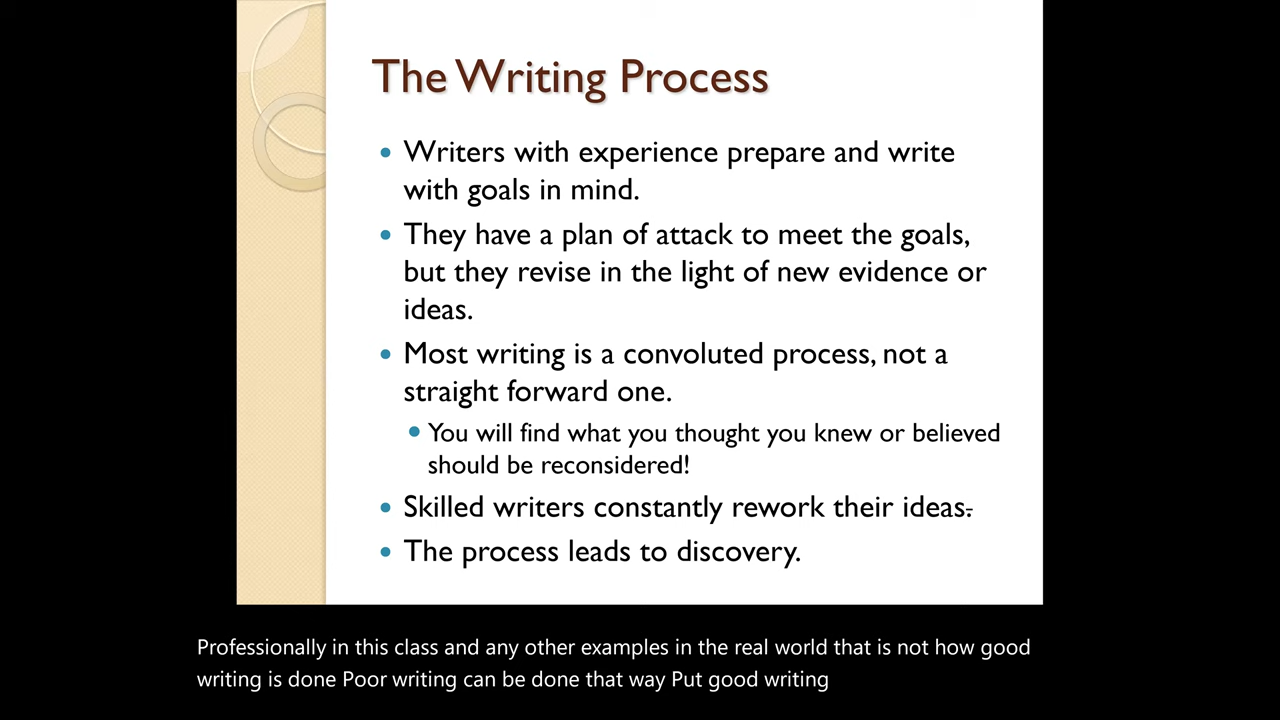 The Writing Process
• Writers with experience prepare and write
with goals in mind.
• They have a plan of attack to meet the goals,
but they revise in the light of new evidence or
ideas.
• Most writing is a convoluted process, not a
straight forward one.
• You will find what you thought you knew or believed
should be reconsidered!
• Skilled writers constantly rework their ideas.
• The process leads to discovery.
Professionally in this class and any other examples in the real world that is not how good
writing is done Poor writing can be done that way Put good writing